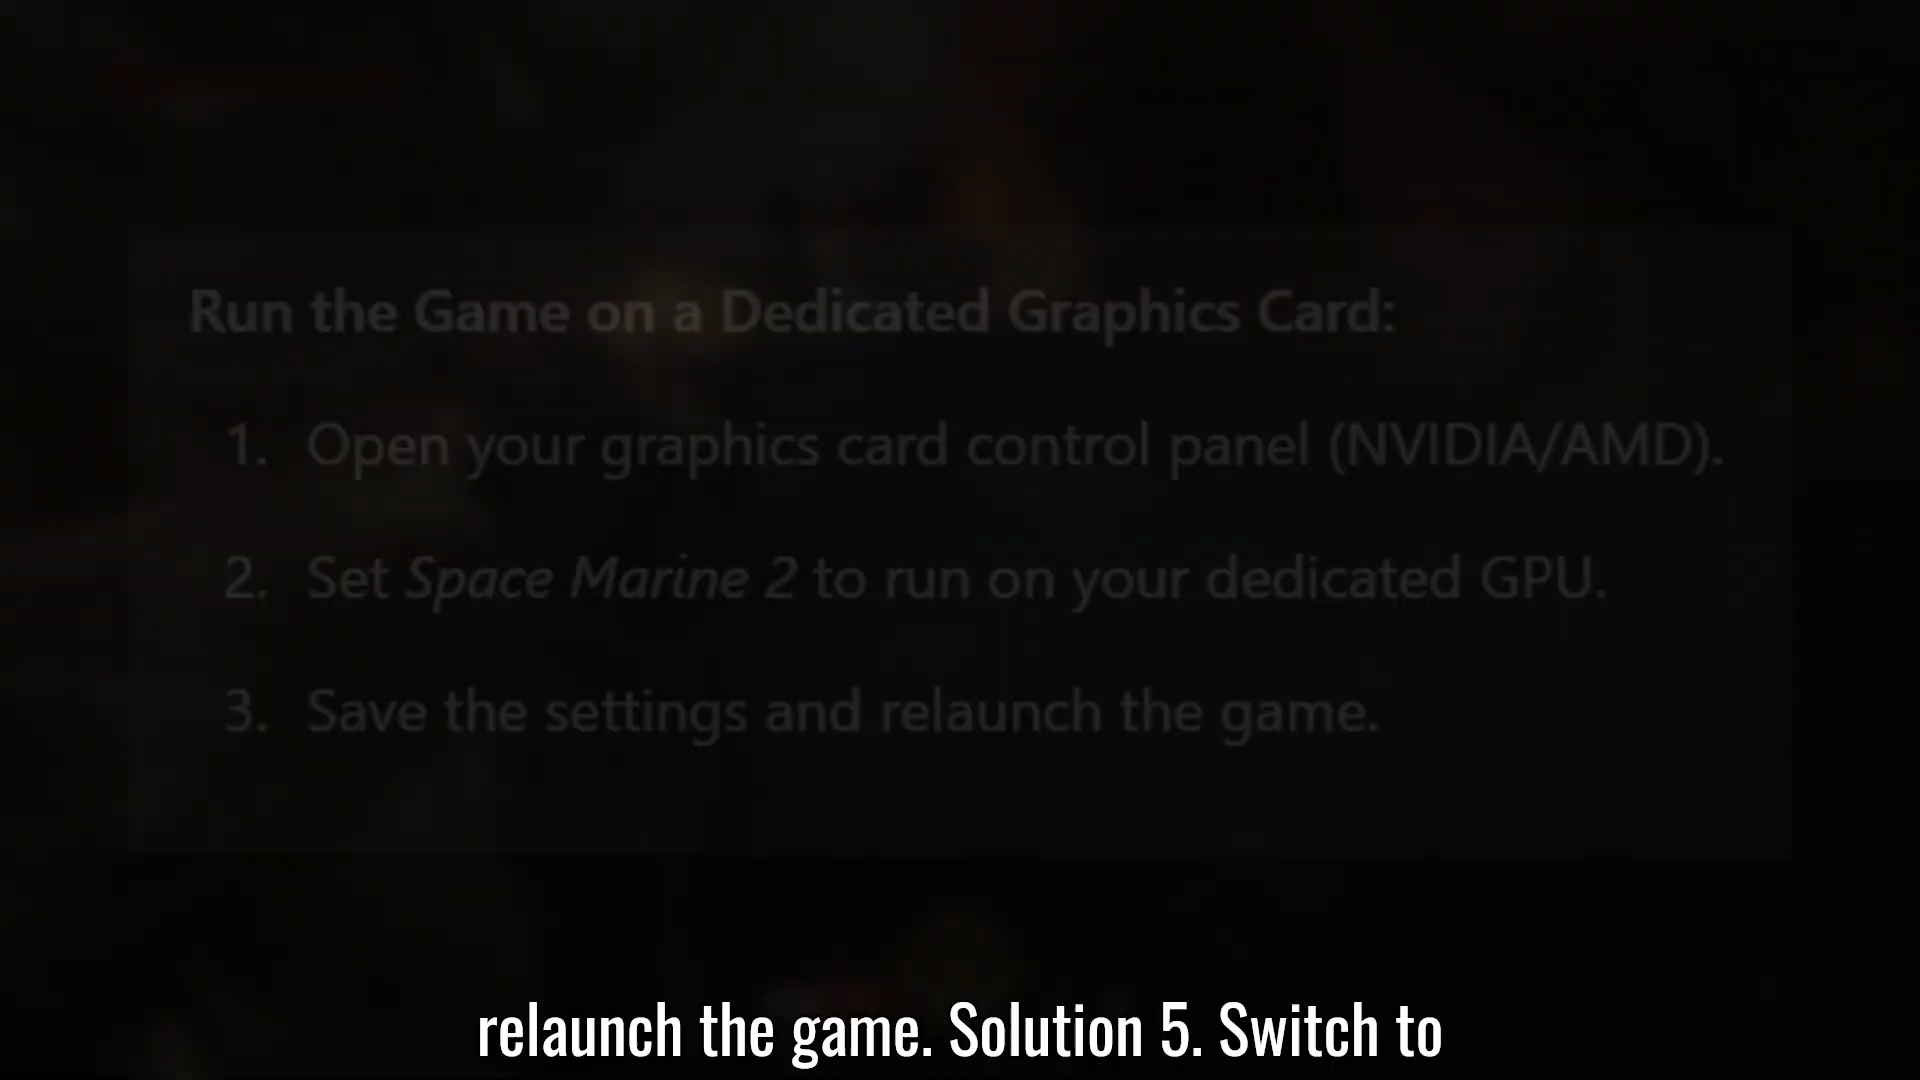 Run the Game on a Dedicated Graphics Card:
1. Open your graphics card control panel (NVIDIA/AMD).
2. Set Space Marine 2 to run on your dedicated GPU.
3. Save the settings and relaunch the game.
relaunch the game. Solution 5. Switch to